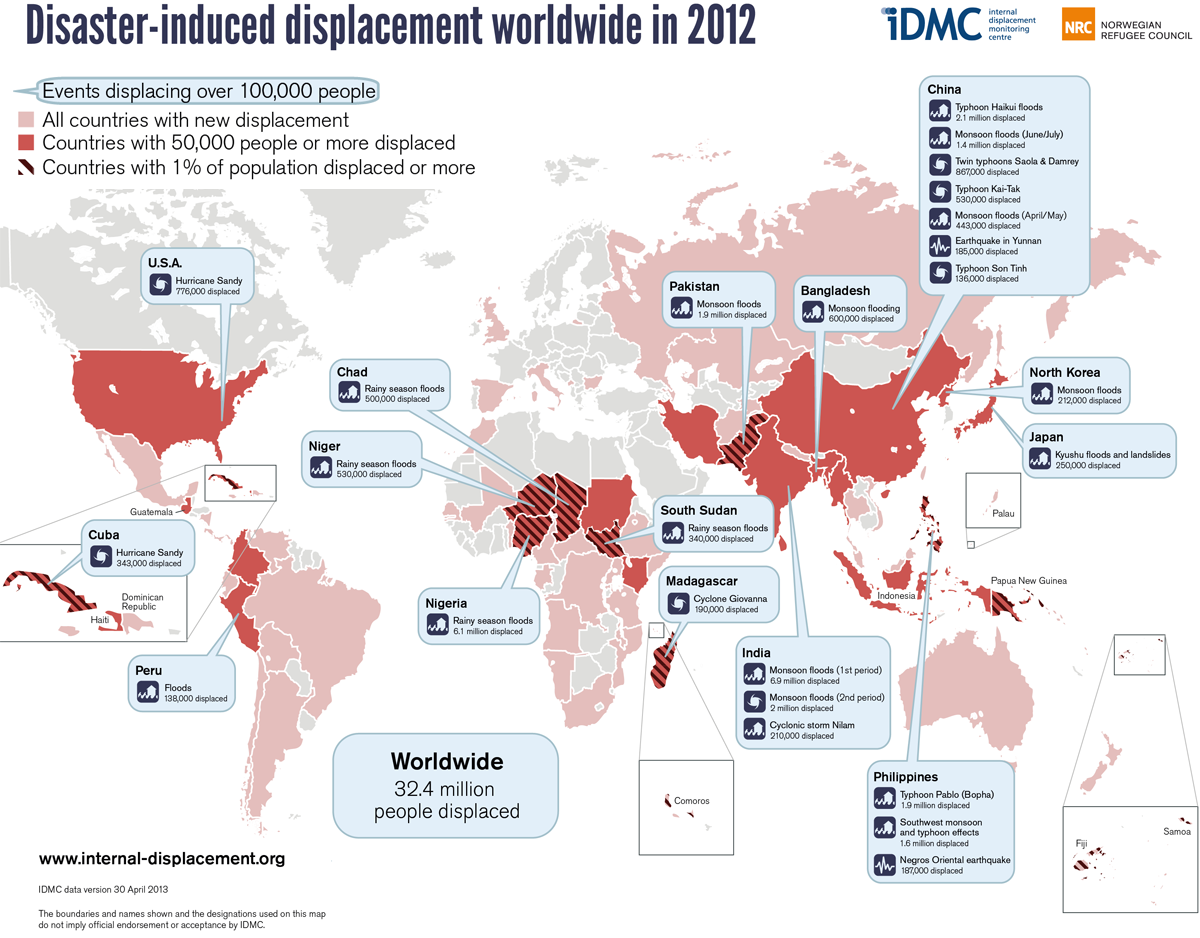 Disaster-induced displacement worldwide in 2012
iDMC
internal
displacement
monitoring
centre
NRC
NORWEGIAN
REFUGEE COUNCIL
Events displacing over 100,000 people
All countries with new displacement
Countries with 50,000 people or more displaced
Countries with 1% of population displaced or more
China
Typhoon Haikui floods
2.1 million displaced
Monsoon floods (June/July)
1.4 million displaced
Twin typhoons Saola & Damrey
867,000 displaced
Typhoon Kai-Tak
530,000 displaced
Monsoon floods (April/May)
443,000 displaced
Earthquake in Yunnan
185,000 displaced
Typhoon Son Tinh
136,000 displaced
U.S.A.
Hurricane Sandy
776,000 displaced
Pakistan
Monsoon floods
1.9 million displaced
Bangladesh
Monsoon flooding
600,000 displaced
Chad
Rainy season floods
500,000 displaced
North Korea
Monsoon floods
212,000 displaced
Niger
Rainy season floods
530,000 displaced
Japan
Kyushu floods and landslides
250,000 displaced
Guatemala
Palau
Cuba
Hurricane Sandy
343,000 displaced
South Sudan
Rainy season floods
340,000 displaced
Dominican
Republic
Haiti
Madagascar
Cyclone Giovanna
190,000 displaced
Papua New Guinea
Indonesia
Nigeria
Rainy season floods
6.1 million displaced
Peru
Floods
138,000 displaced
India
Monsoon floods (1st period)
6.9 million displaced
Monsoon floods (2nd period)
2 million displaced
Cyclonic storm Nilam
210,000 displaced
Worldwide
32.4 million
people displaced
Comoros
Philippines
Typhoon Pablo (Bopha)
1.9 million displaced
Southwest monsoon
and typhoon effects
1.6 million displaced
Negros Oriental earthquake
187,000 displaced
Samoa
Fiji
www.internal-displacement.org
IDMC data version 30 April 2013
The boundaries and names shown and the designations used on this map
do not imply official endorsement or acceptance by IDMC.